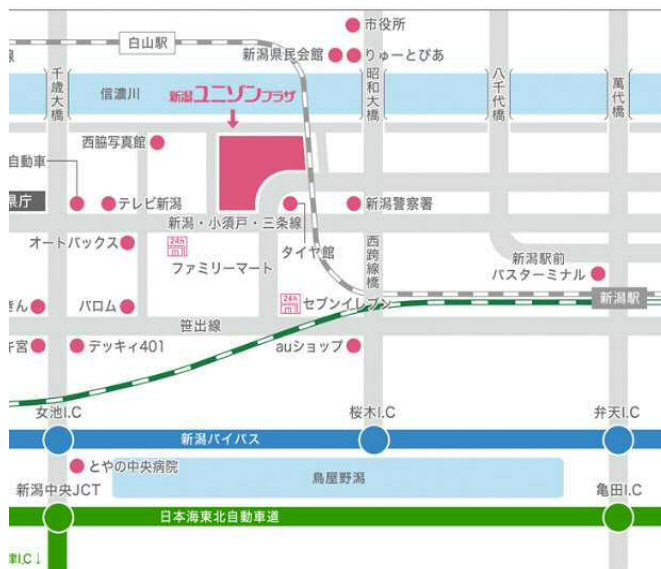 市役所
白山駅
新潟県民会館
りゅーとぴあ
線
千歳大橋
信濃川
新潟ユニゾンプラザ
昭和大橋
八千代橋
萬代橋
西脇写真館
自動車
県庁
テレビ新潟
新潟警察署
新潟・小須戸・三条線
オートバックス
24h
ファミリーマート
タイヤ館
西跨線橋
新潟駅前
バスターミナル
きん
パロム
24h
セブンイレブン
新潟駅
笹出線
宮
デッキィ401
auショップ
女池I.C
桜木I.C
弁天I.C
新潟バイパス
とやの中央病院
鳥屋野潟
新潟中央JCT
亀田I.C
日本海東北自動車道
津I.C↓